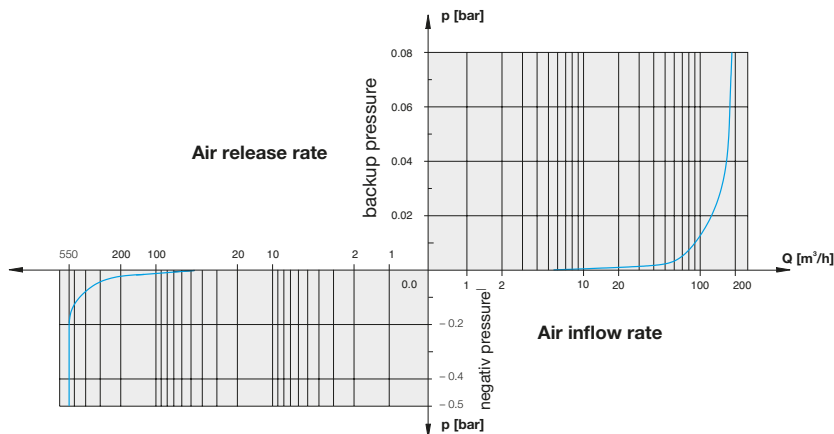 p [bar]
0.08
0.06
backup pressure
Air release rate
0.04
0.02
550 200 100 20 10 2 1
Q [m³/h]
0.0
1 2 10 20 100 200
negativ pressure
– 0.2
Air inflow rate
– 0.4
– 0.5
p [bar]